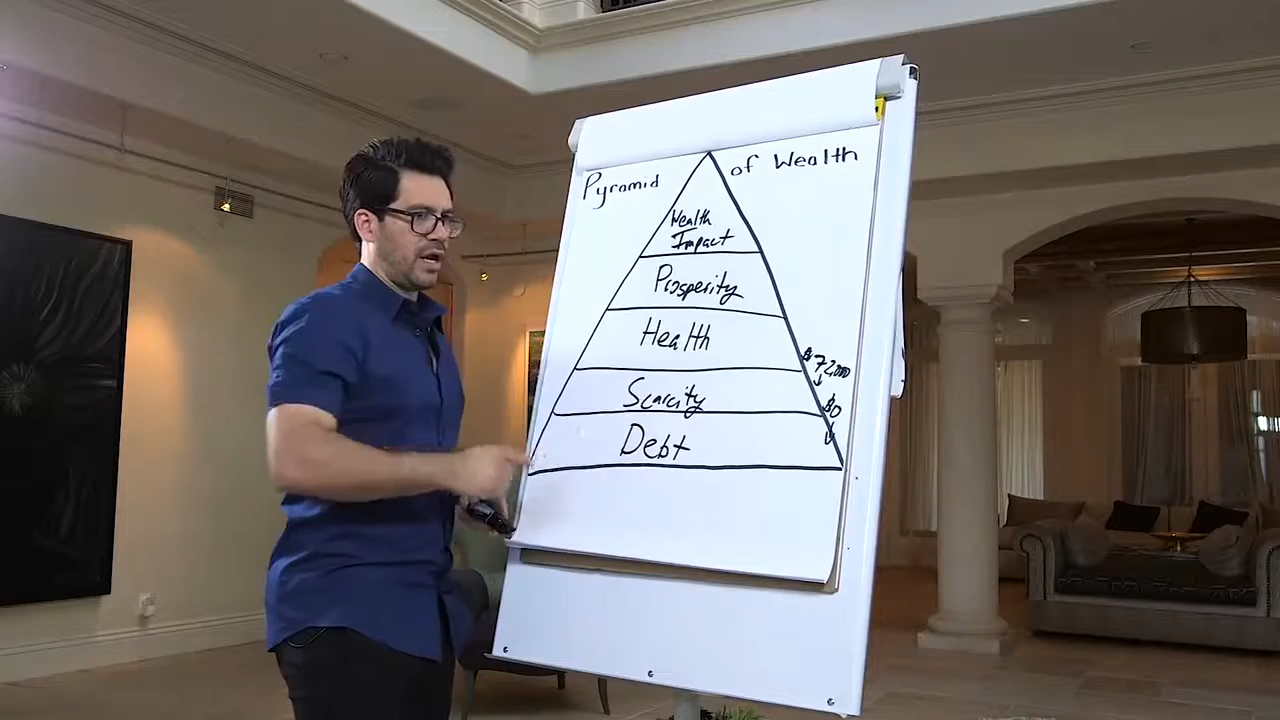 Pyramid of Wealth
Wealth
Impact
Prosperity
Health
$72,000
Scarcity
$0
Debt